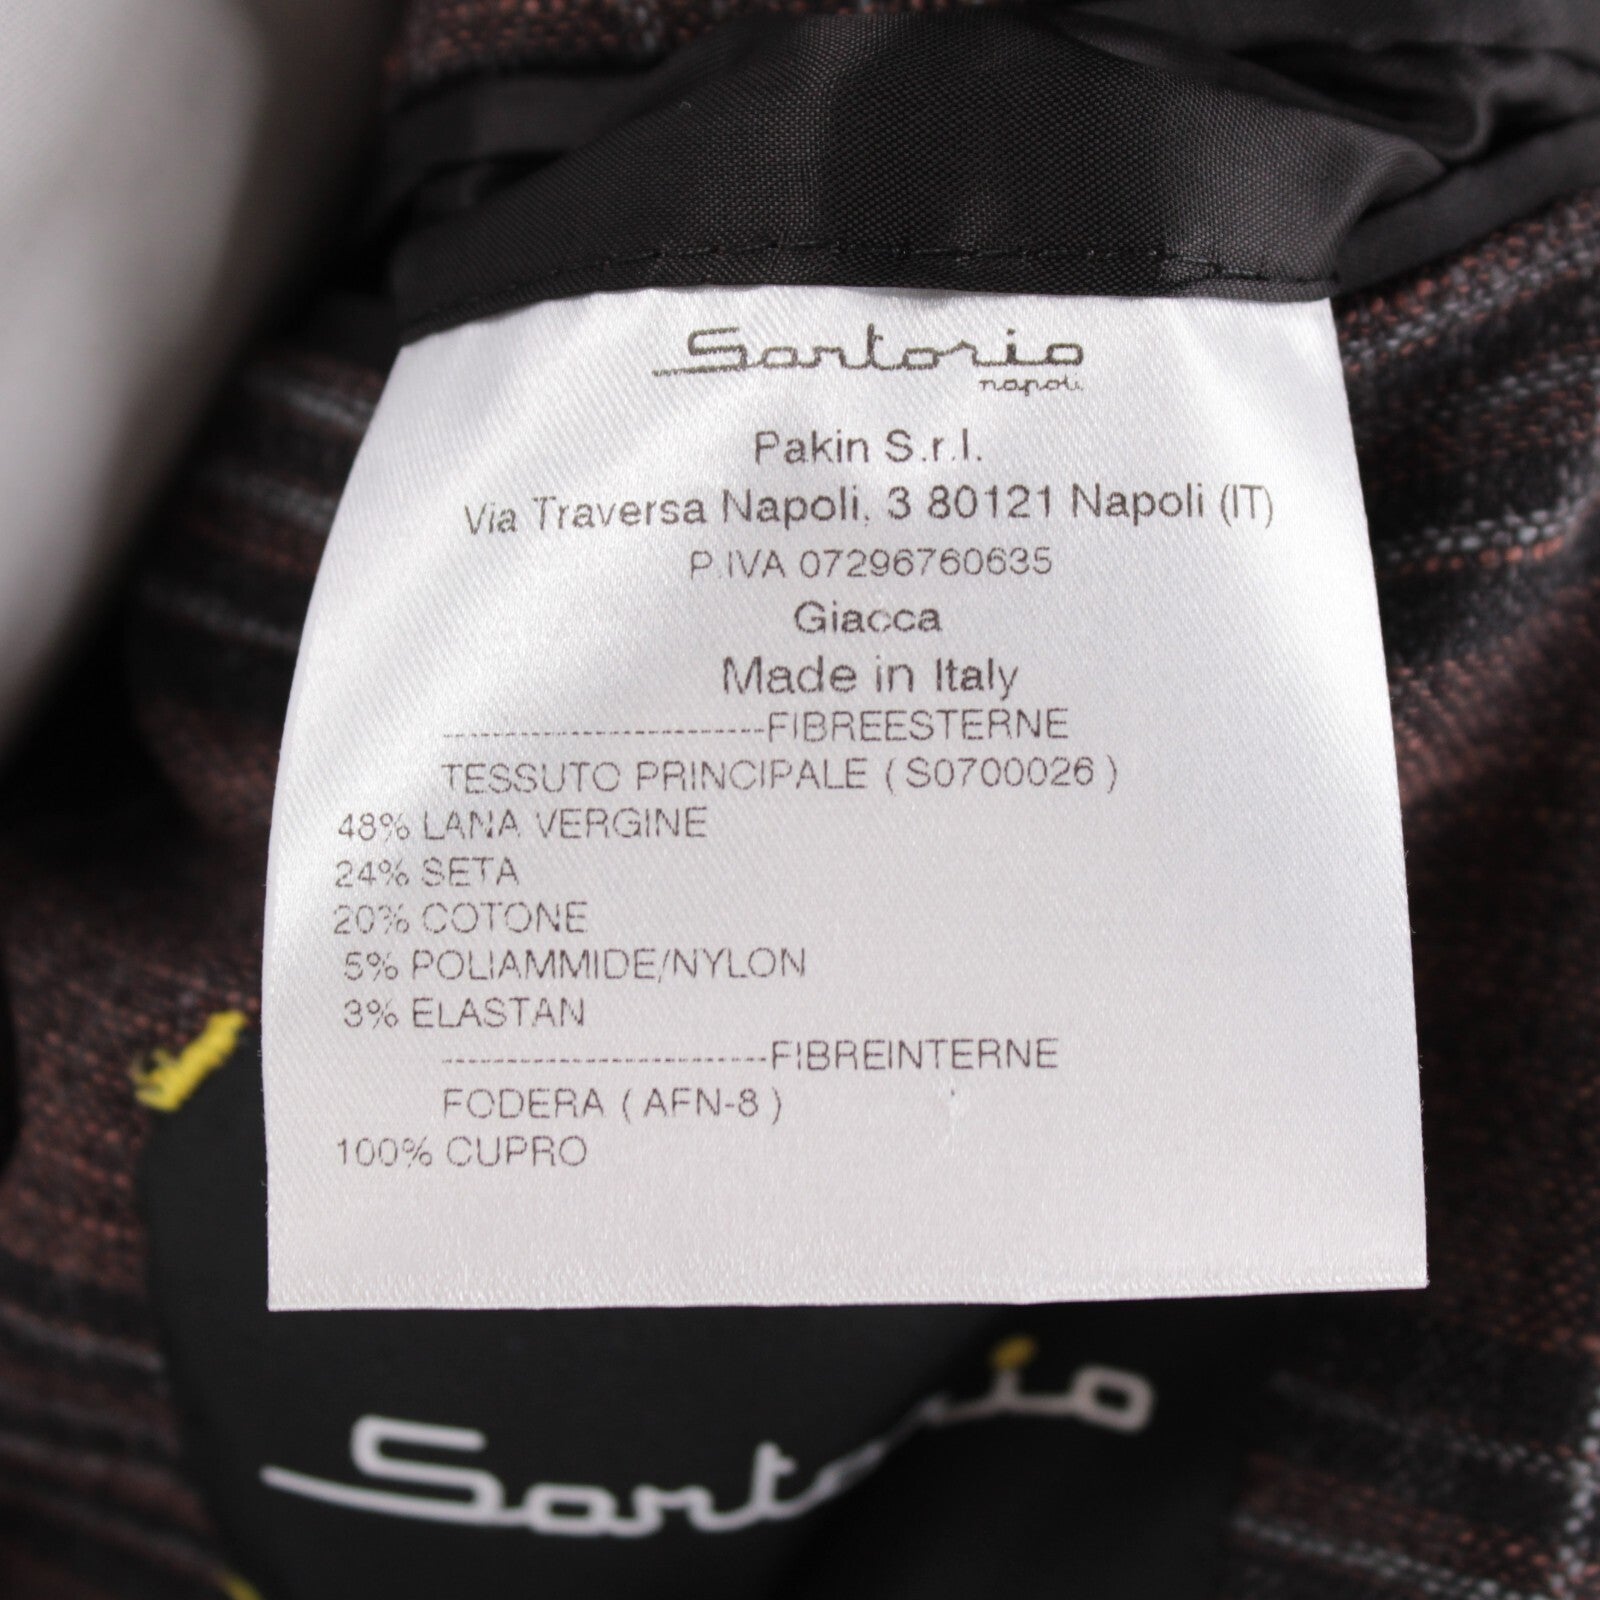 Sartorio
napoli
Pakin S.r.l.
Via Traversa Napoli, 3 80121 Napoli (IT)
P.IVA 07296760635
Giacca
Made in Italy
-------------------------FIBREESTERNE
TESSUTO PRINCIPALE ( S0700026 )
48% LANA VERGINE
24% SETA
20% COTONE
5% POLIAMMIDE/NYLON
3% ELASTAN
-------------------------FIBREINTERNE
FODERA ( AFN-8 )
100% CUPRO
Sartorio